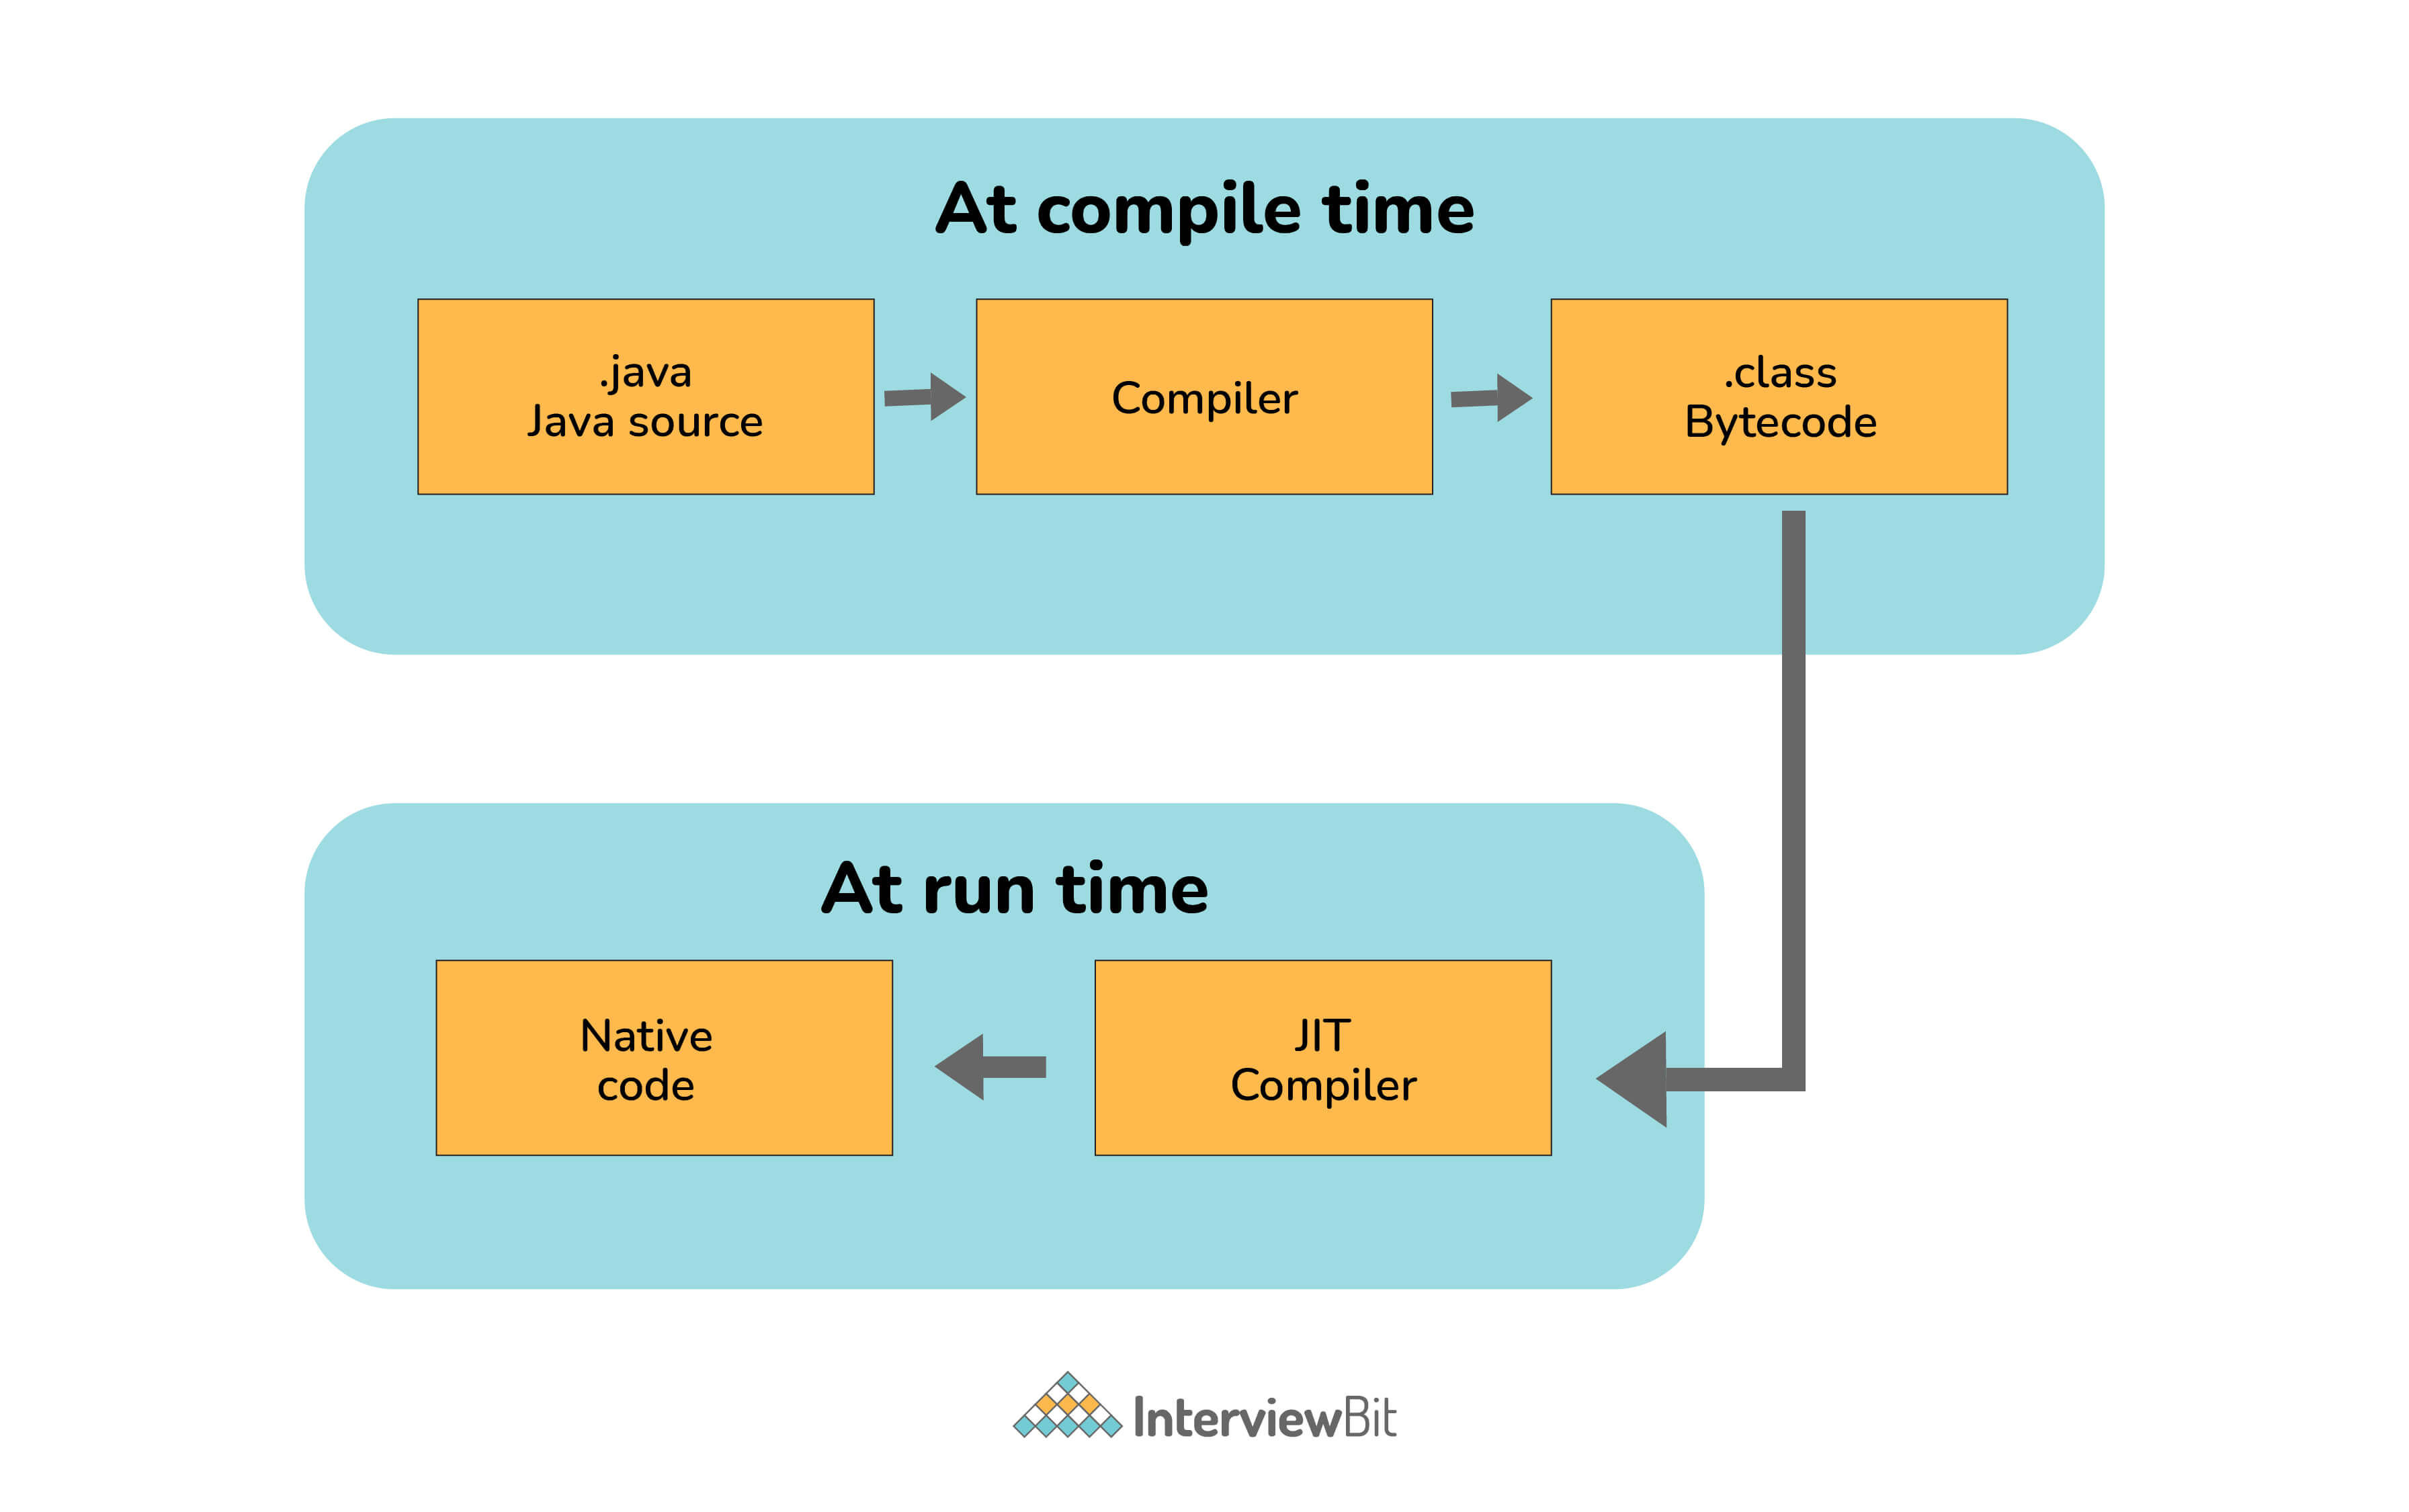 At compile time
.java
Java source
Compiler
.class
Bytecode
At run time
Native
code
JIT
Compiler
InterviewBit